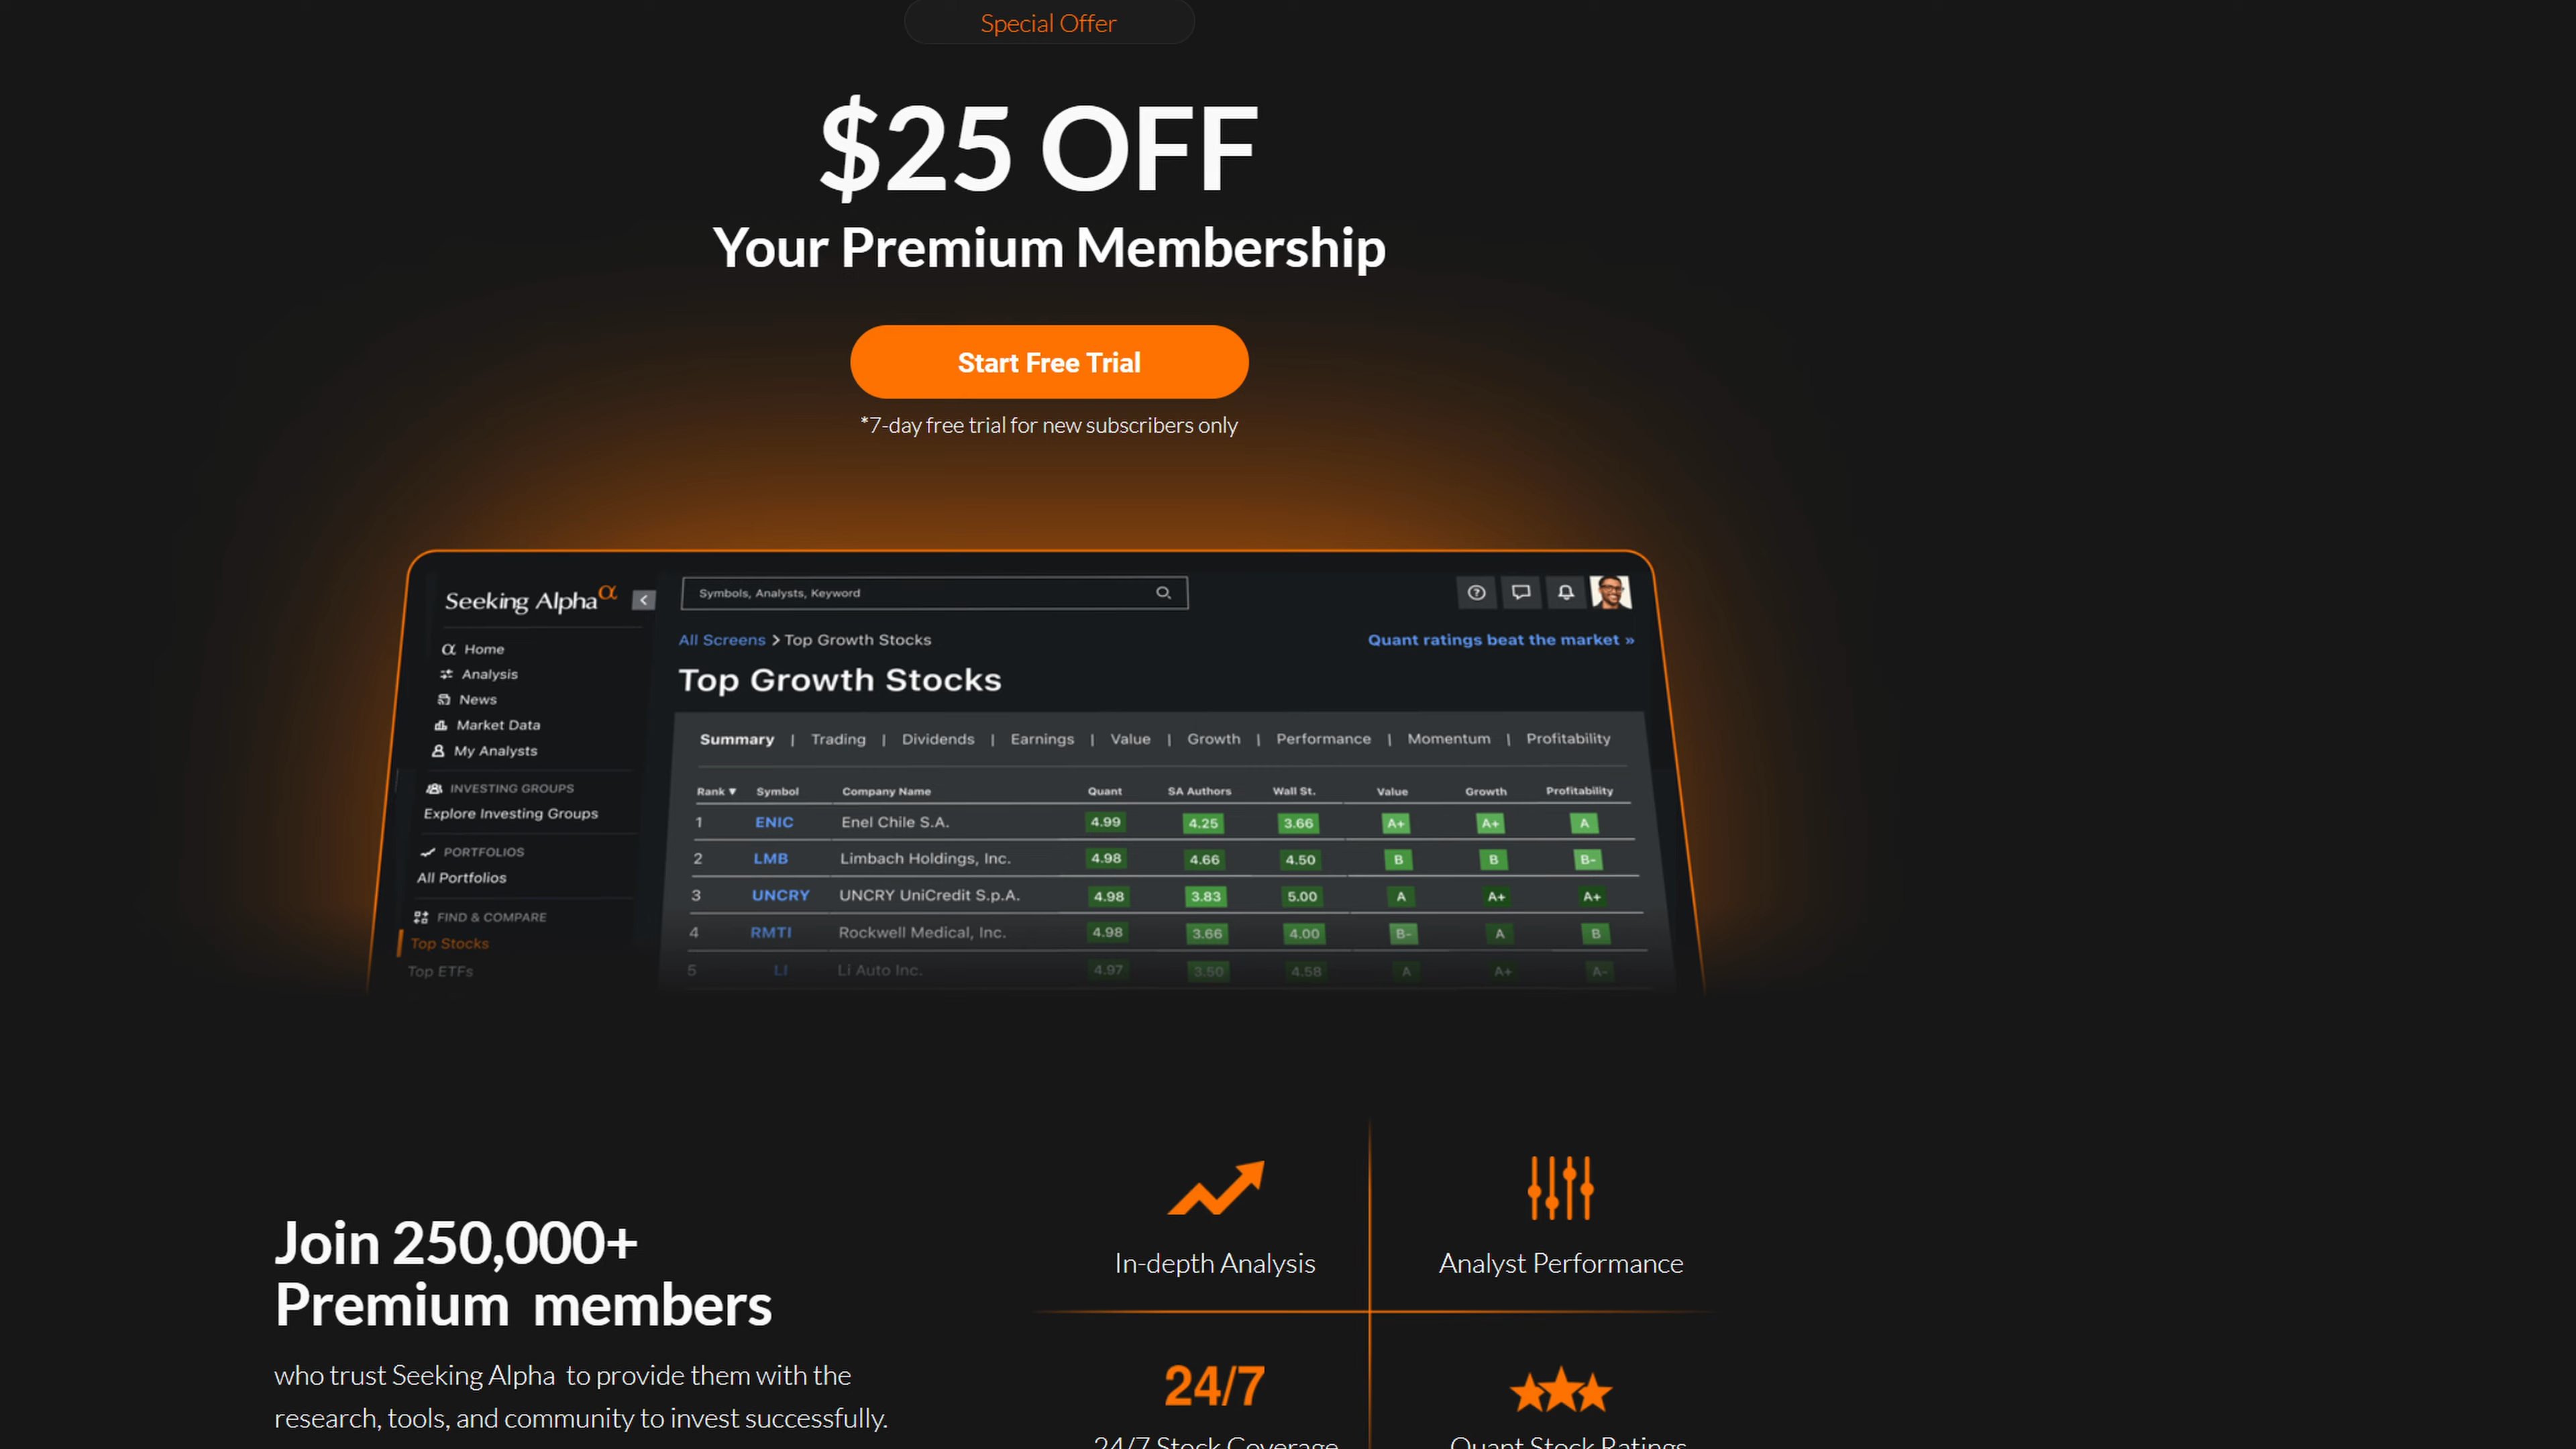 Special Offer
$25 OFF
Your Premium Membership
Start Free Trial
*7-day free trial for new subscribers only
Seeking Alpha α
Symbols, Analysts, Keyword
Home
Analysis
News
Market Data
My Analysts
INVESTING GROUPS
Explore Investing Groups
PORTFOLIOS
All Portfolios
FIND & COMPARE
Top Stocks
Top ETFs
All Screens > Top Growth Stocks
Quant ratings beat the market »
Top Growth Stocks
Summary | Trading | Dividends | Earnings | Value | Growth | Performance | Momentum | Profitability
Rank ▼ Symbol Company Name Quant SA Authors Wall St. Value Growth Profitability
1 ENIC Enel Chile S.A. 4.99 4.25 3.66 A+ A+ A
2 LMB Limbach Holdings, Inc. 4.98 4.66 4.50 B B B-
3 UNCRY UNCRY UniCredit S.p.A. 4.98 3.83 5.00 A A+ A+
4 RMTI Rockwell Medical, Inc. 4.98 3.66 4.00 B- A B
5 LI Li Auto Inc. 4.97 3.50 4.58 A A+ A-
Join 250,000+
Premium members
who trust Seeking Alpha to provide them with the
research, tools, and community to invest successfully.
In-depth Analysis
Analyst Performance
24/7
24/7 Stock Coverage
Quant Stock Ratings